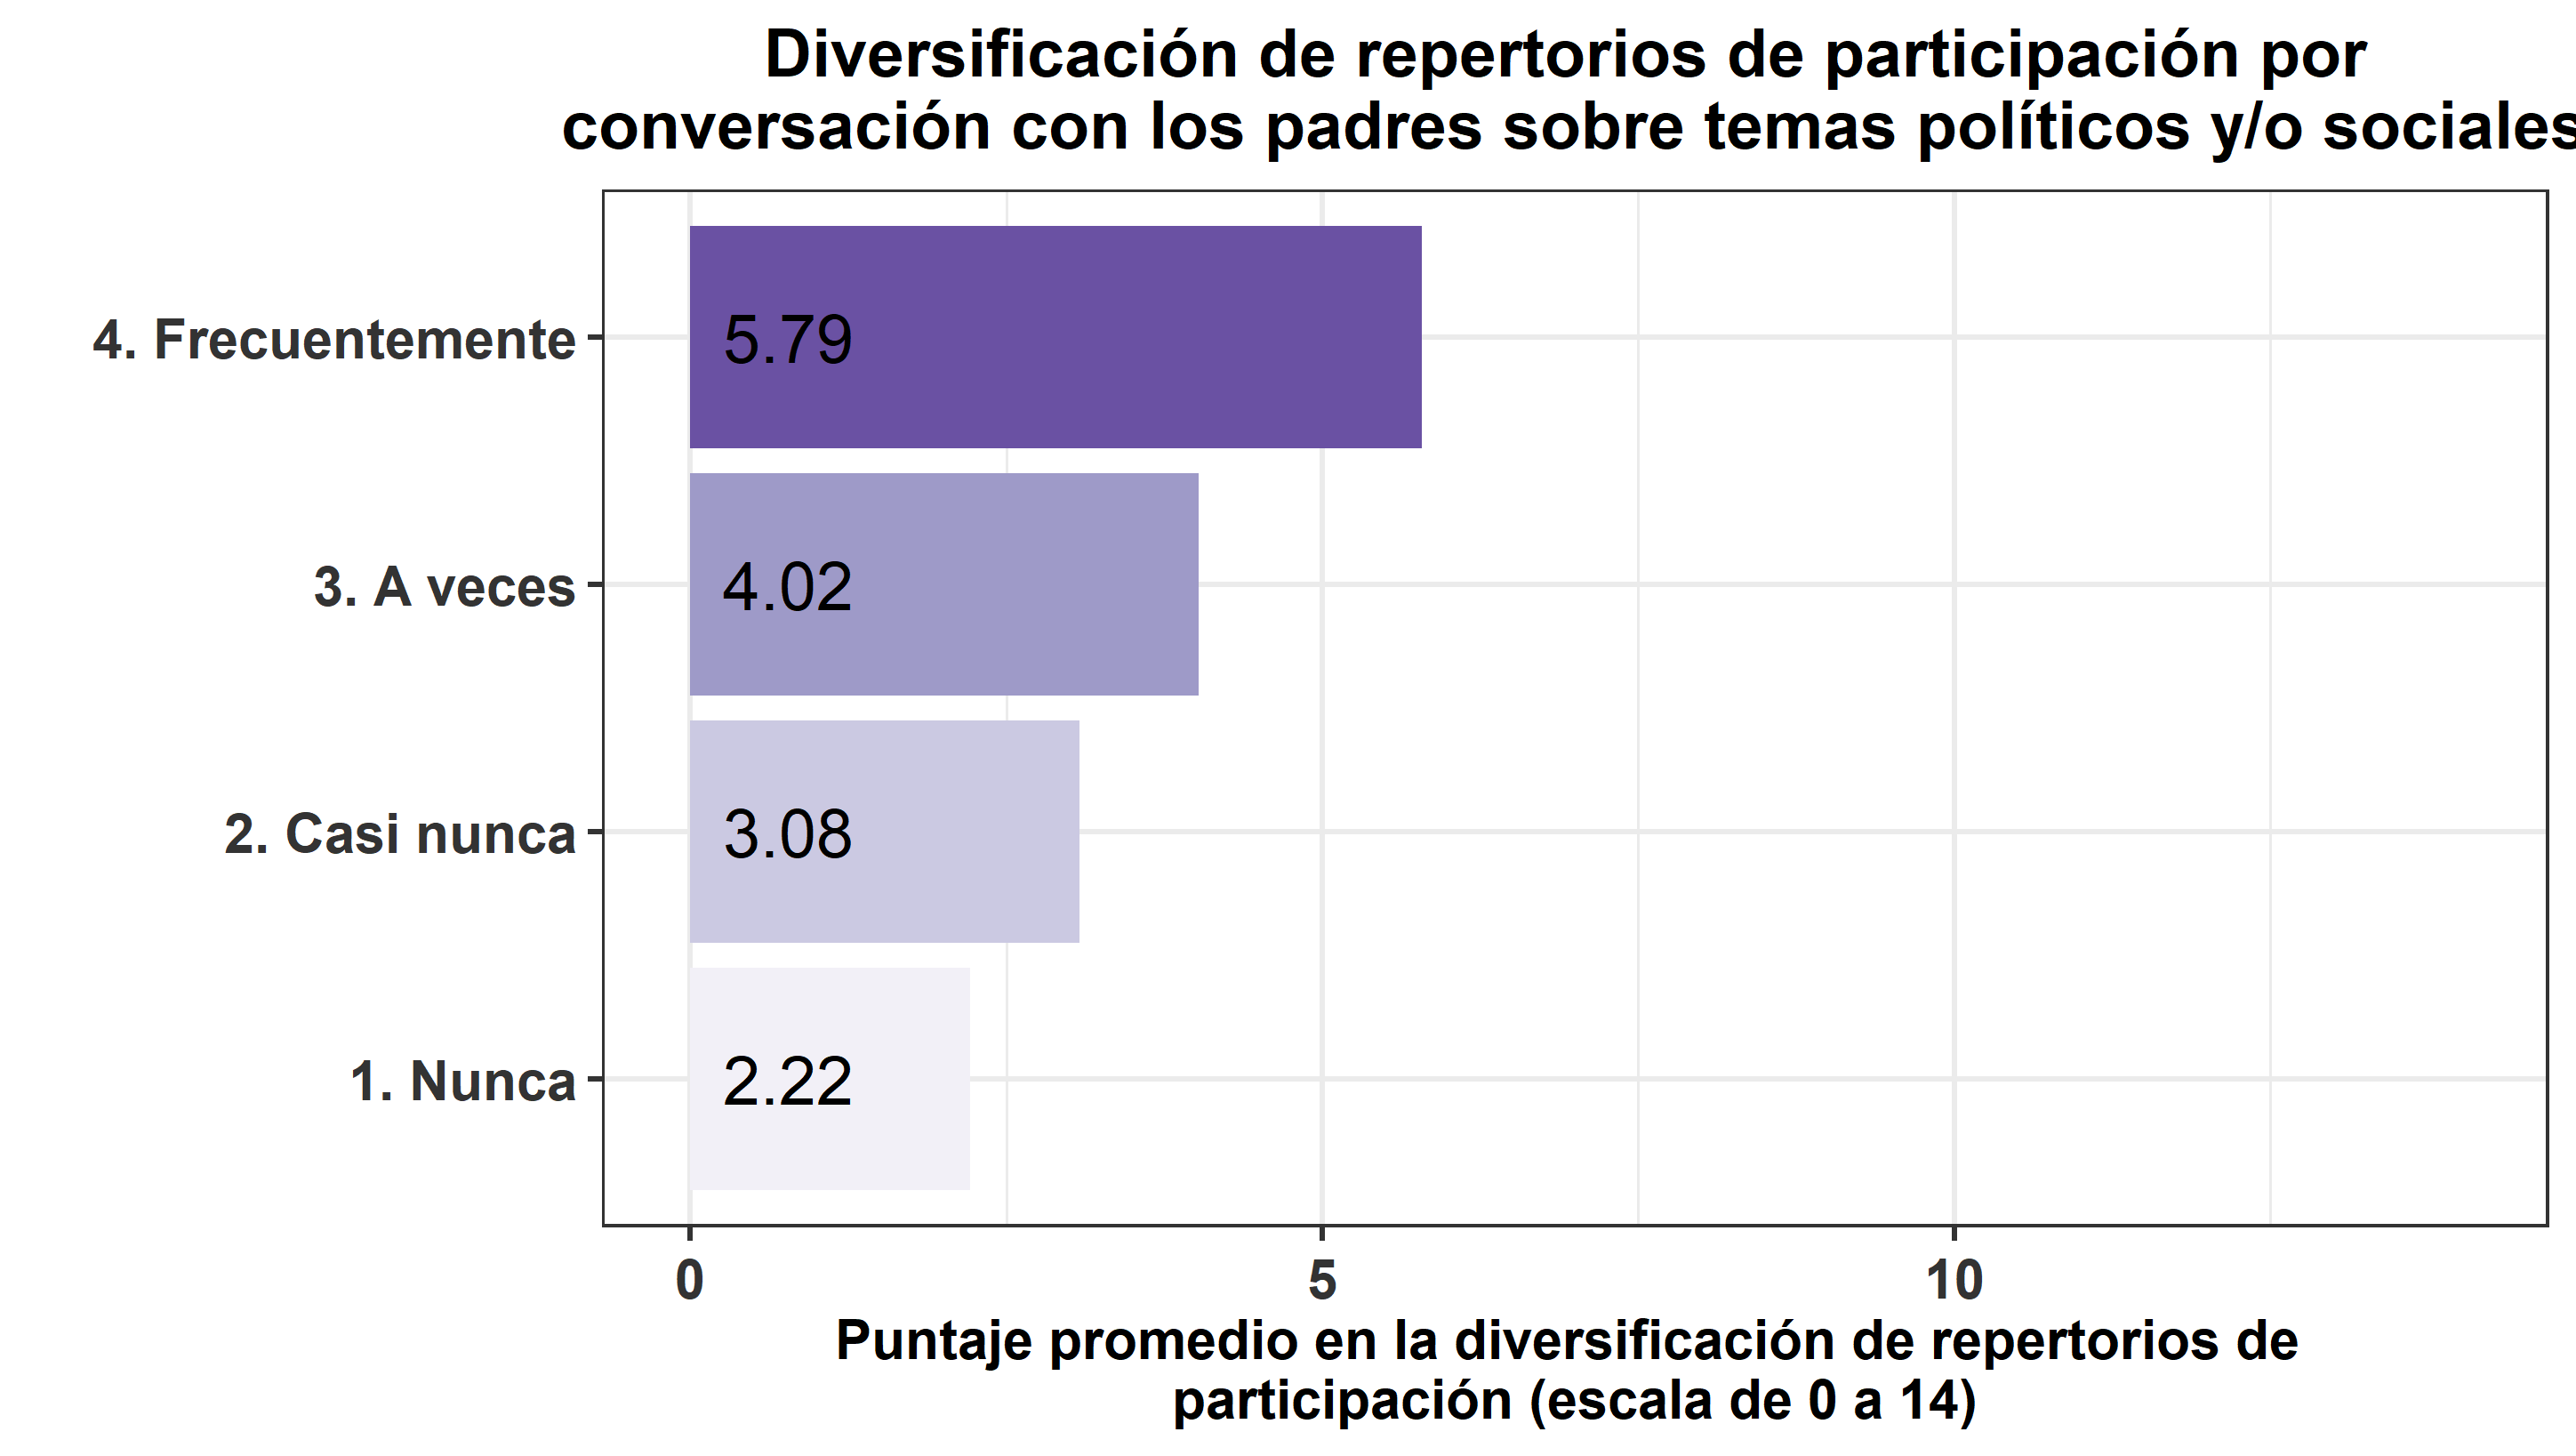 Diversificación de repertorios de participación por
conversación con los padres sobre temas políticos y/o sociales
4. Frecuentemente
5.79
3. A veces
4.02
2. Casi nunca
3.08
1. Nunca
2.22
0
5
10
Puntaje promedio en la diversificación de repertorios de
participación (escala de 0 a 14)